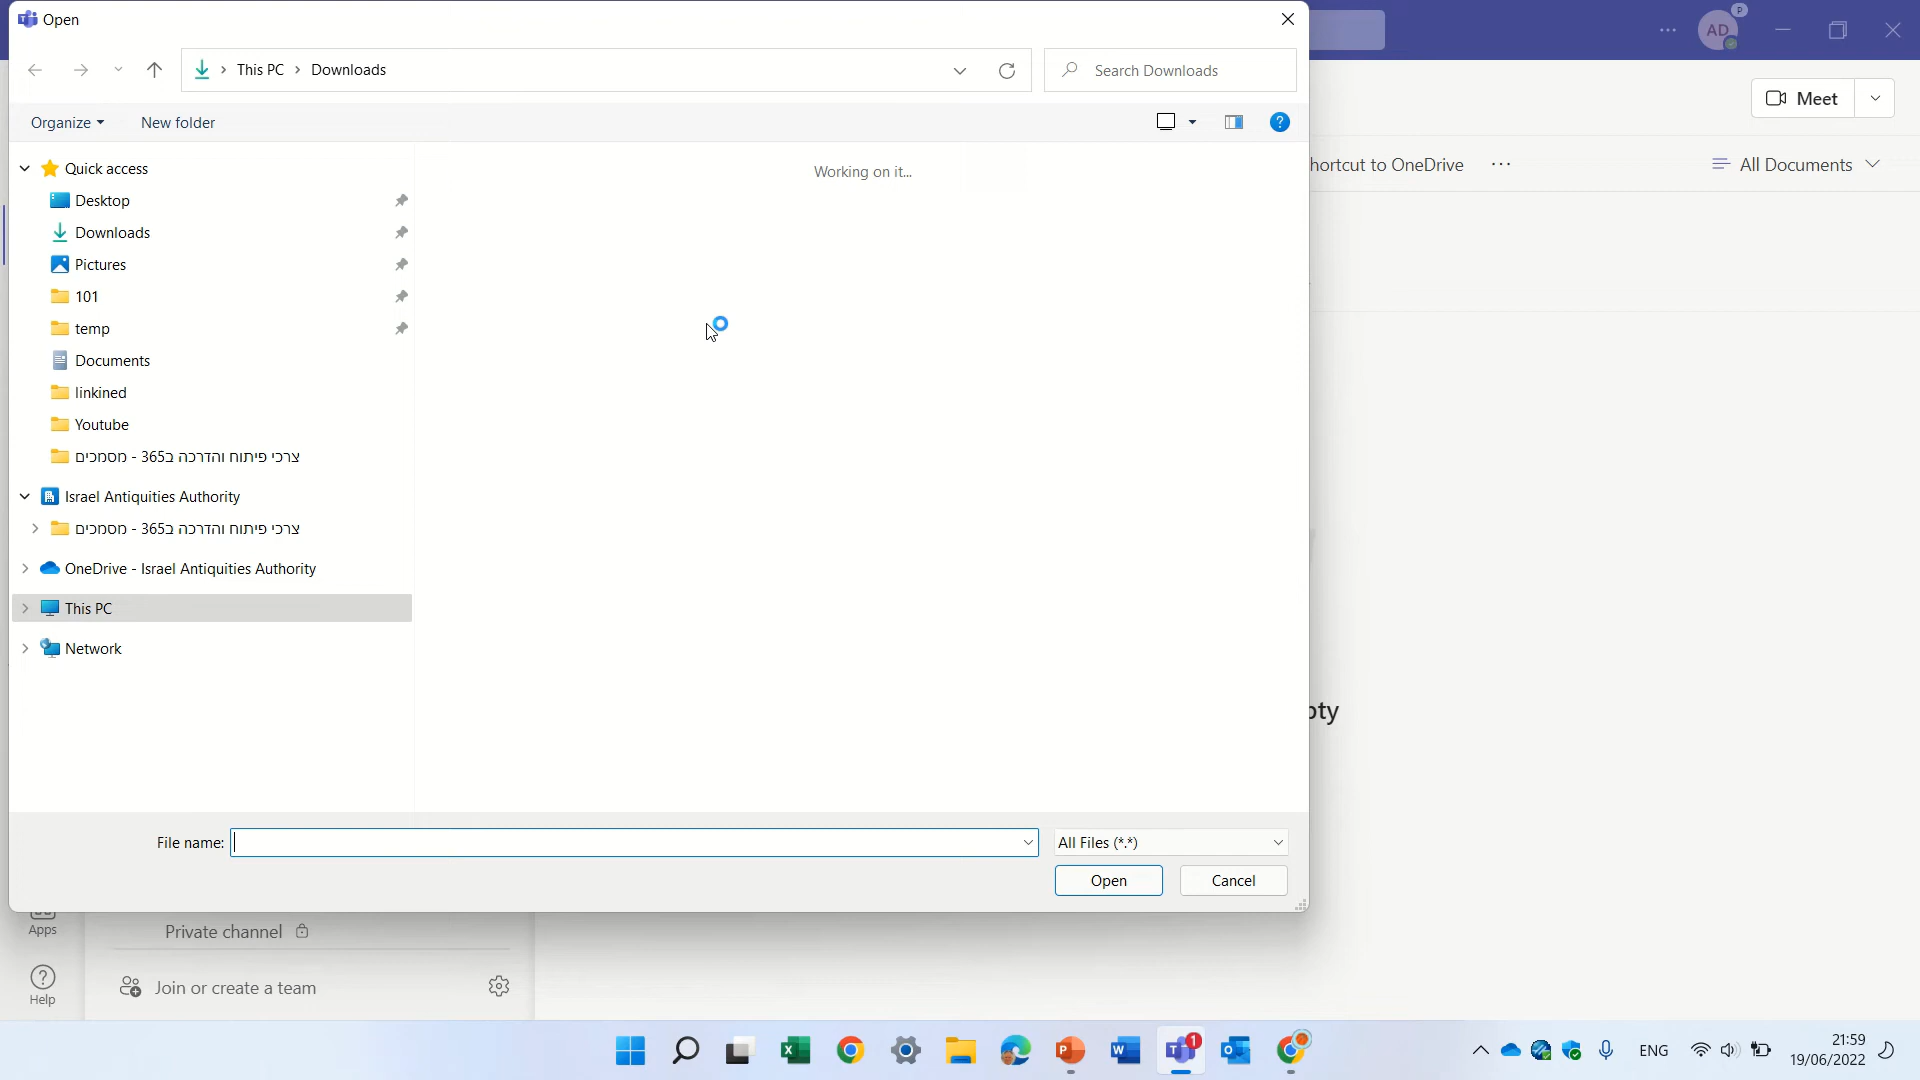 Open
AD
P
This PC
Downloads
Search Downloads
Meet
Organize
New folder
Working on it...
hortcut to OneDrive
All Documents
Quick access
Desktop
Downloads
Pictures
101
temp
Documents
linkined
Youtube
צרכי פיתוח והדרכה ב365 - מסמכים
Israel Antiquities Authority
צרכי פיתוח והדרכה ב365 - מסמכים
OneDrive - Israel Antiquities Authority
This PC
Network
pty
File name:
All Files (*.*)
Open
Cancel
Apps
Private channel
Help
Join or create a team
1
ENG
21:59
19/06/2022